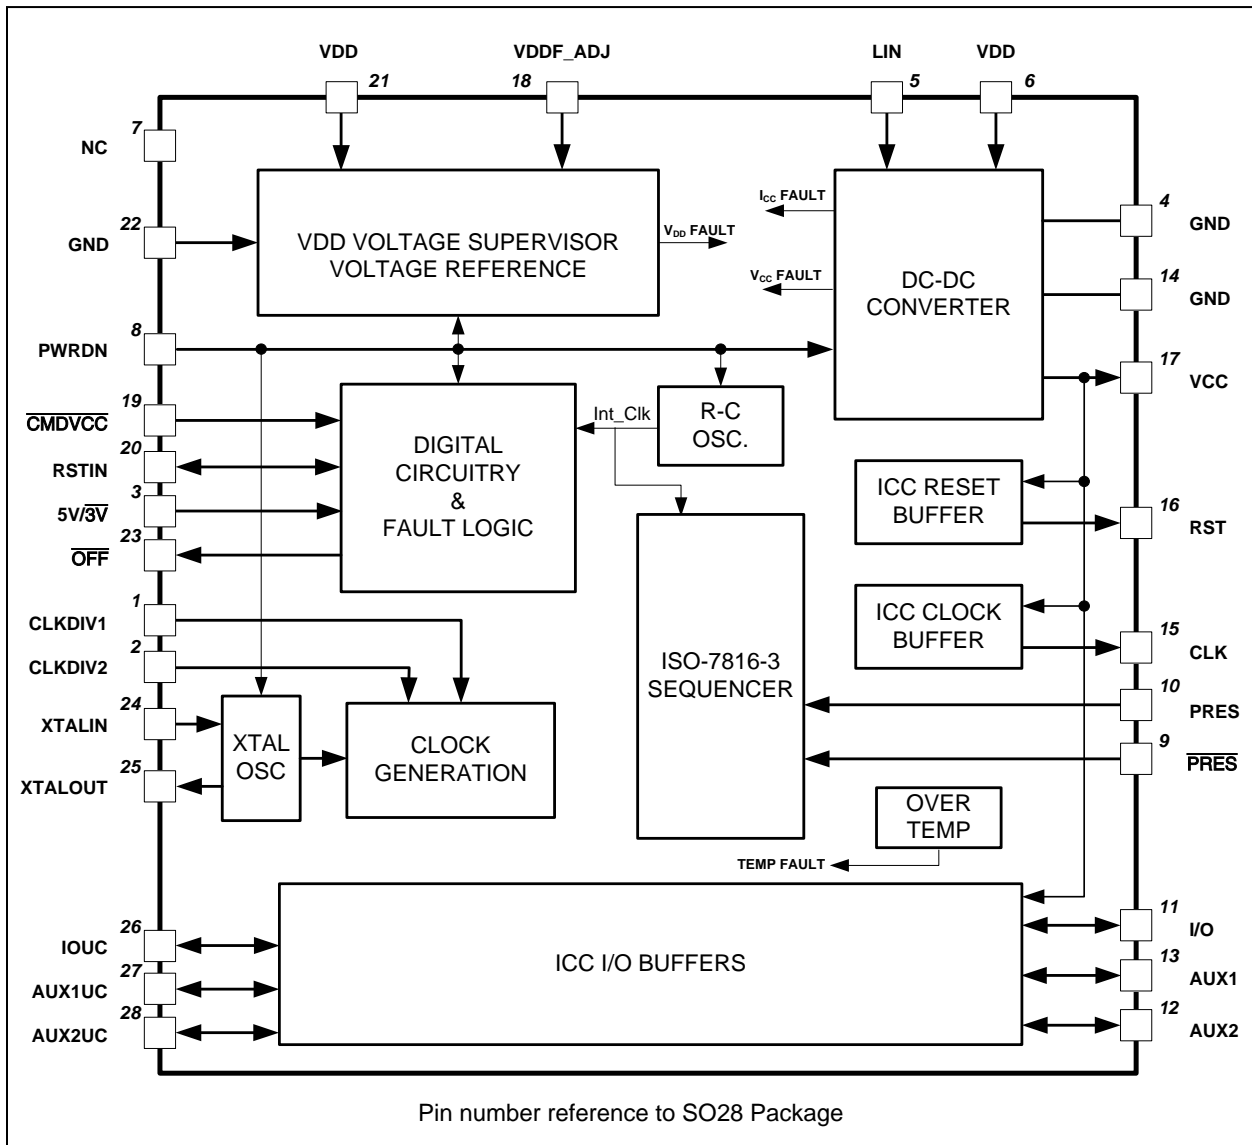 VDD
VDDF_ADJ
LIN
VDD
21
18
5
6
7
NC
22
GND
VDD VOLTAGE SUPERVISOR
VOLTAGE REFERENCE
VDD FAULT
ICC FAULT
VCC FAULT
DC-DC
CONVERTER
4
GND
14
GND
17
VCC
8
PWRDN
19
CMDVCC
20
RSTIN
3
5V/3V
23
OFF
DIGITAL
CIRCUITRY
&
FAULT LOGIC
Int_Clk
R-C
OSC.
ICC RESET
BUFFER
16
RST
ICC CLOCK
BUFFER
15
CLK
ISO-7816-3
SEQUENCER
10
PRES
9
PRES
1
CLKDIV1
2
CLKDIV2
24
XTALIN
25
XTALOUT
XTAL
OSC
CLOCK
GENERATION
OVER
TEMP
TEMP FAULT
26
IOUC
27
AUX1UC
28
AUX2UC
ICC I/O BUFFERS
11
I/O
13
AUX1
12
AUX2
Pin number reference to SO28 Package